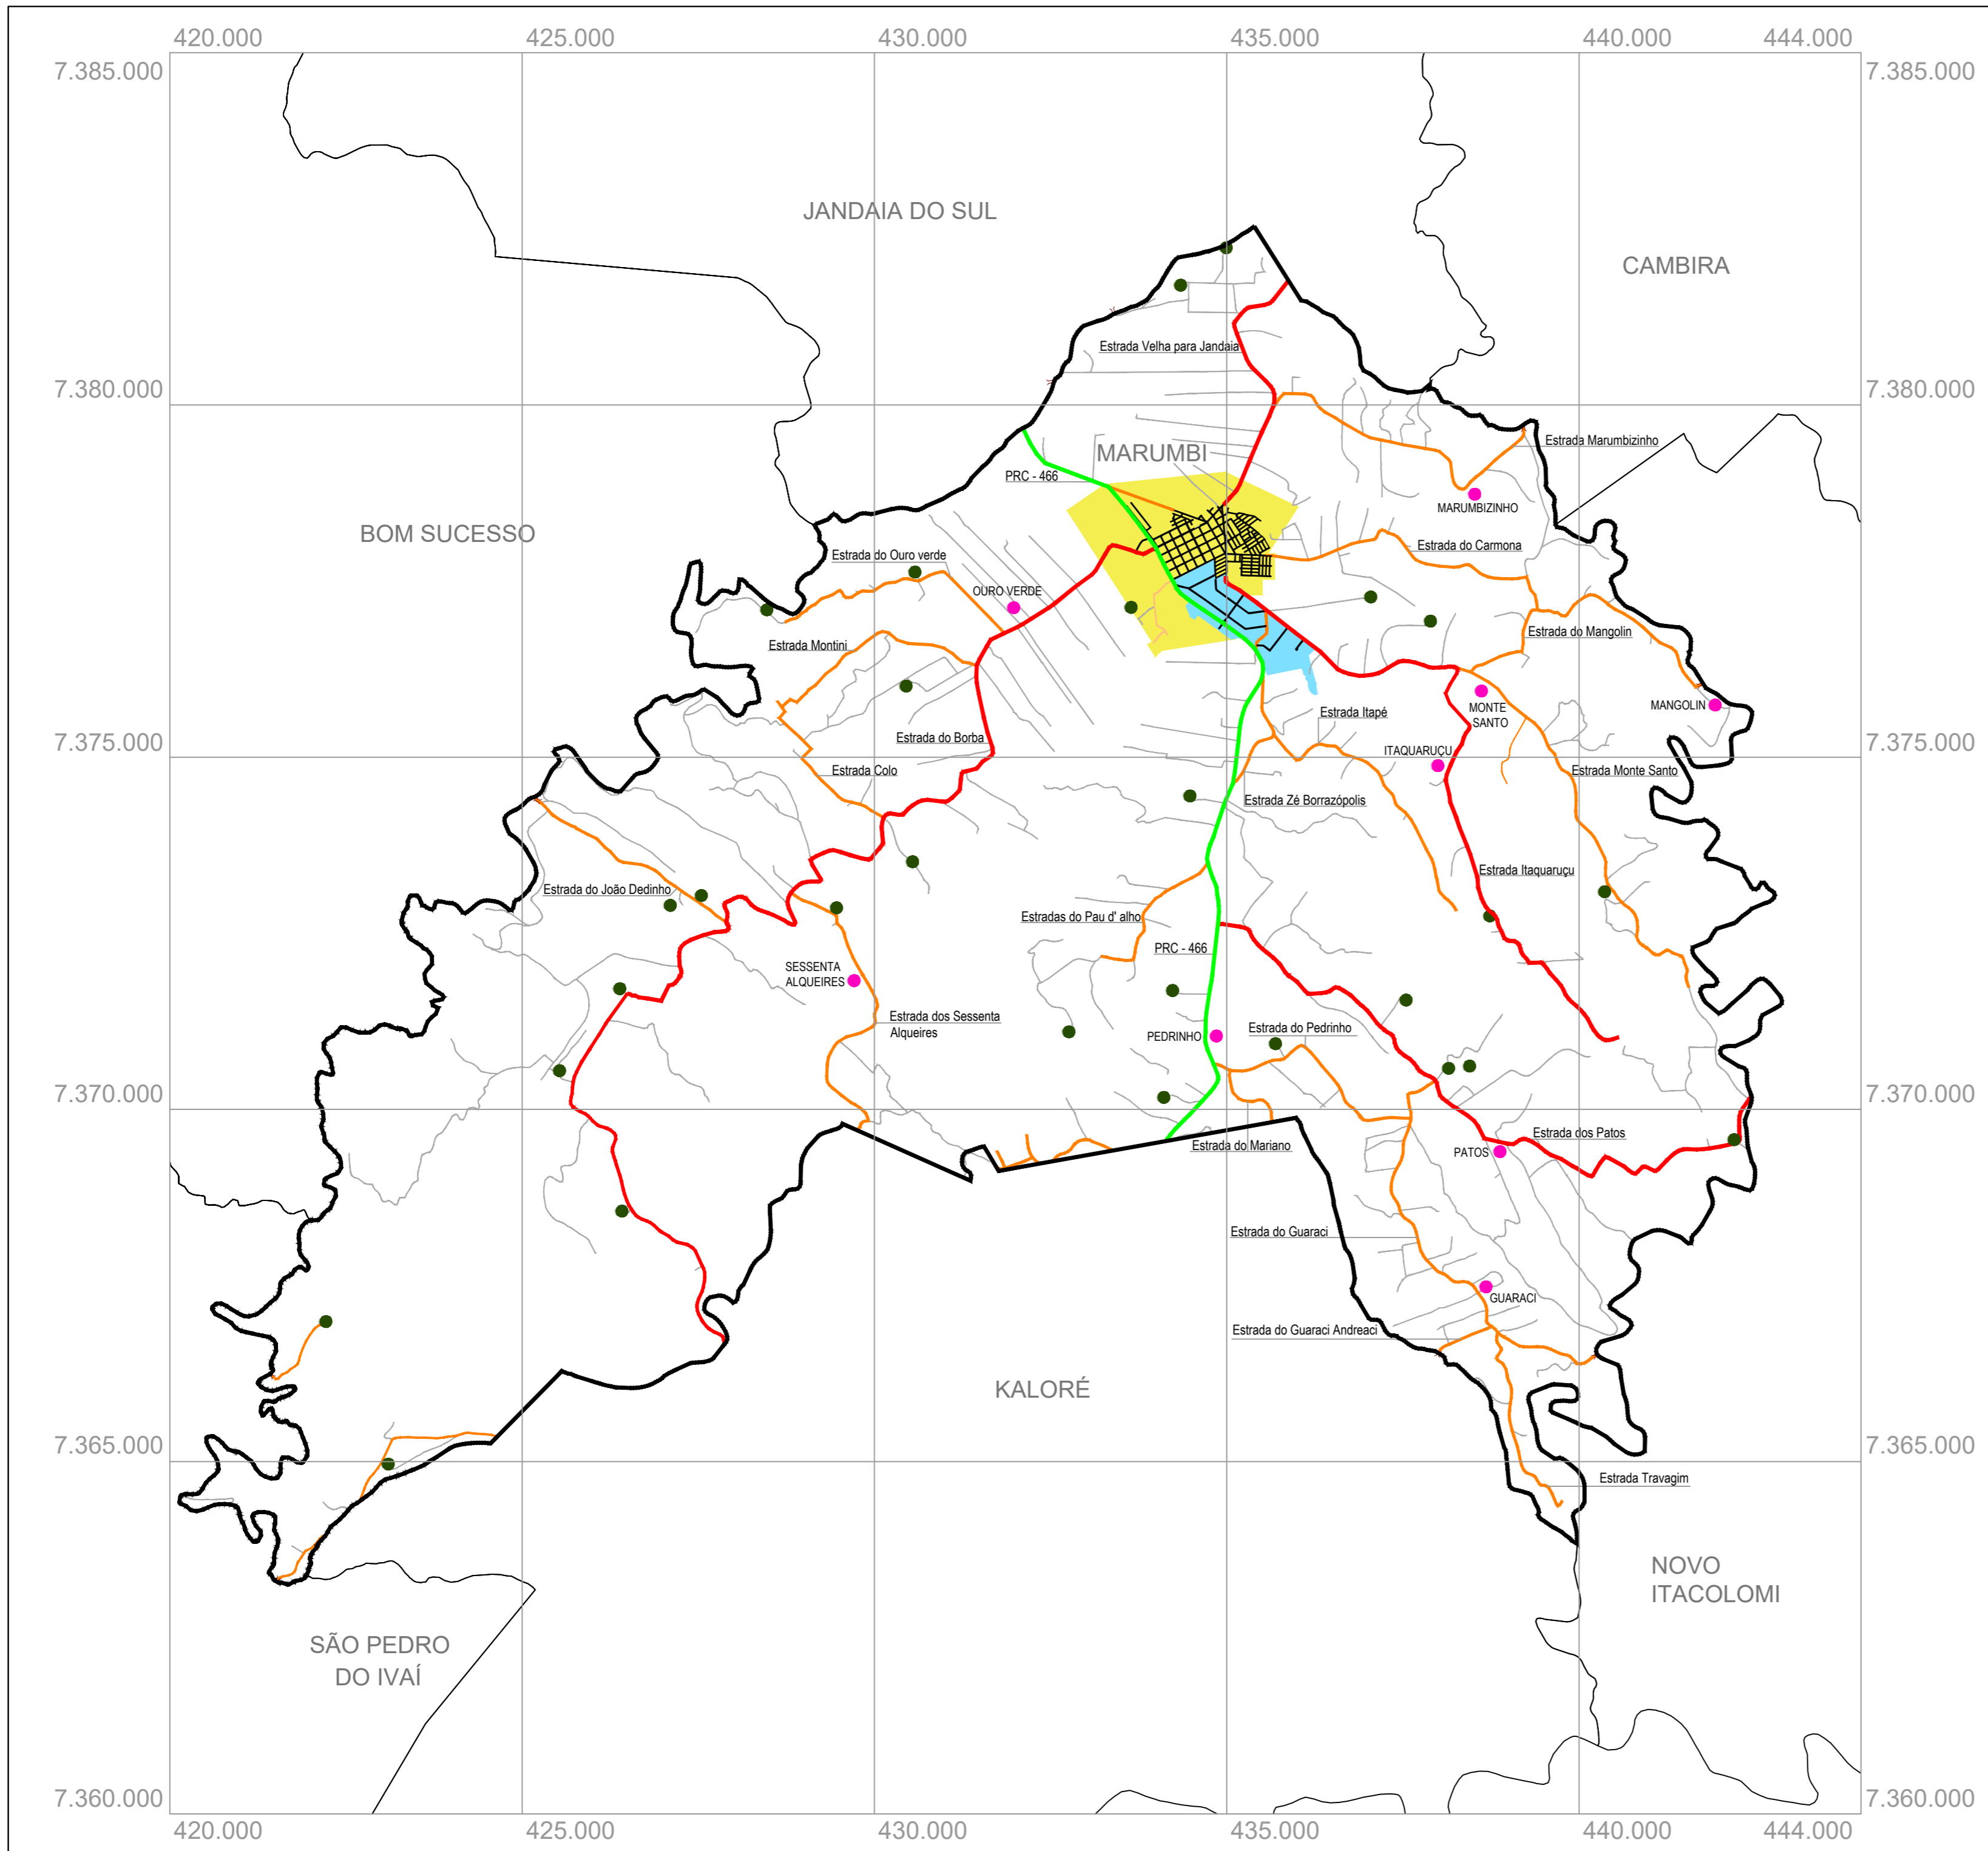 420.000
425.000
430.000
435.000
440.000
444.000
7.385.000
7.385.000
JANDAIA DO SUL
CAMBIRA
Estrada Velha para Jandaia
7.380.000
7.380.000
Estrada Marumbizinho
MARUMBI
PRC - 466
MARUMBIZINHO
BOM SUCESSO
Estrada do Carmona
Estrada do Ouro verde
OURO VERDE
Estrada do Mangolin
Estrada Montini
MONTE
SANTO
MANGOLIN
Estrada Itapé
Estrada do Borba
ITAQUARUÇU
7.375.000
7.375.000
Estrada Colo
Estrada Monte Santo
Estrada Zé Borrazópolis
Estrada Itaquaruçu
Estrada do João Dedinho
Estradas do Pau d' alho
PRC - 466
SESSENTA
ALQUEIRES
Estrada dos Sessenta
Alqueires
PEDRINHO
Estrada do Pedrinho
7.370.000
7.370.000
Estrada dos Patos
Estrada do Mariano
PATOS
Estrada do Guaraci
GUARACI
Estrada do Guaraci Andreaci
KALORÉ
7.365.000
7.365.000
Estrada Travagim
NOVO
ITACOLOMI
SÃO PEDRO
DO IVAÍ
7.360.000
7.360.000
420.000
425.000
430.000
435.000
440.000
444.000